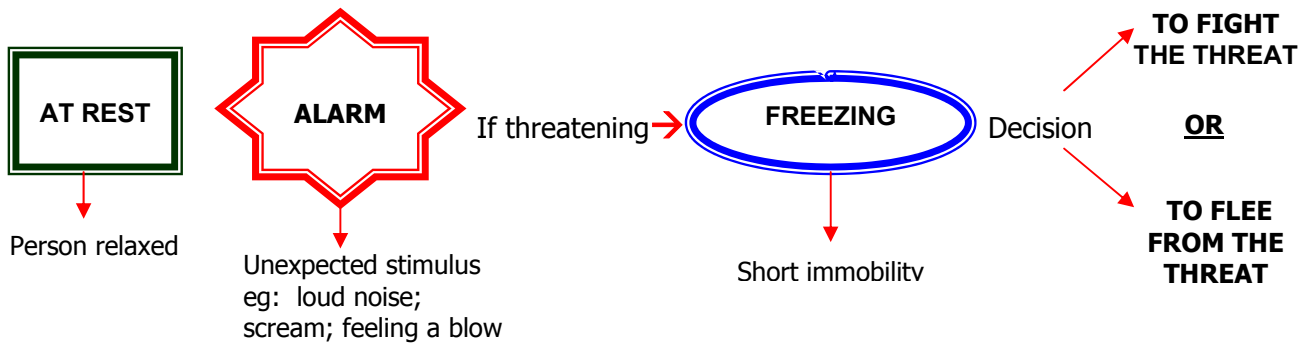 AT REST
Person relaxed
ALARM
Unexpected stimulus
eg: loud noise;
scream; feeling a blow
If threatening
FREEZING
Short immobility
Decision
TO FIGHT
THE THREAT
OR
TO FLEE
FROM THE
THREAT